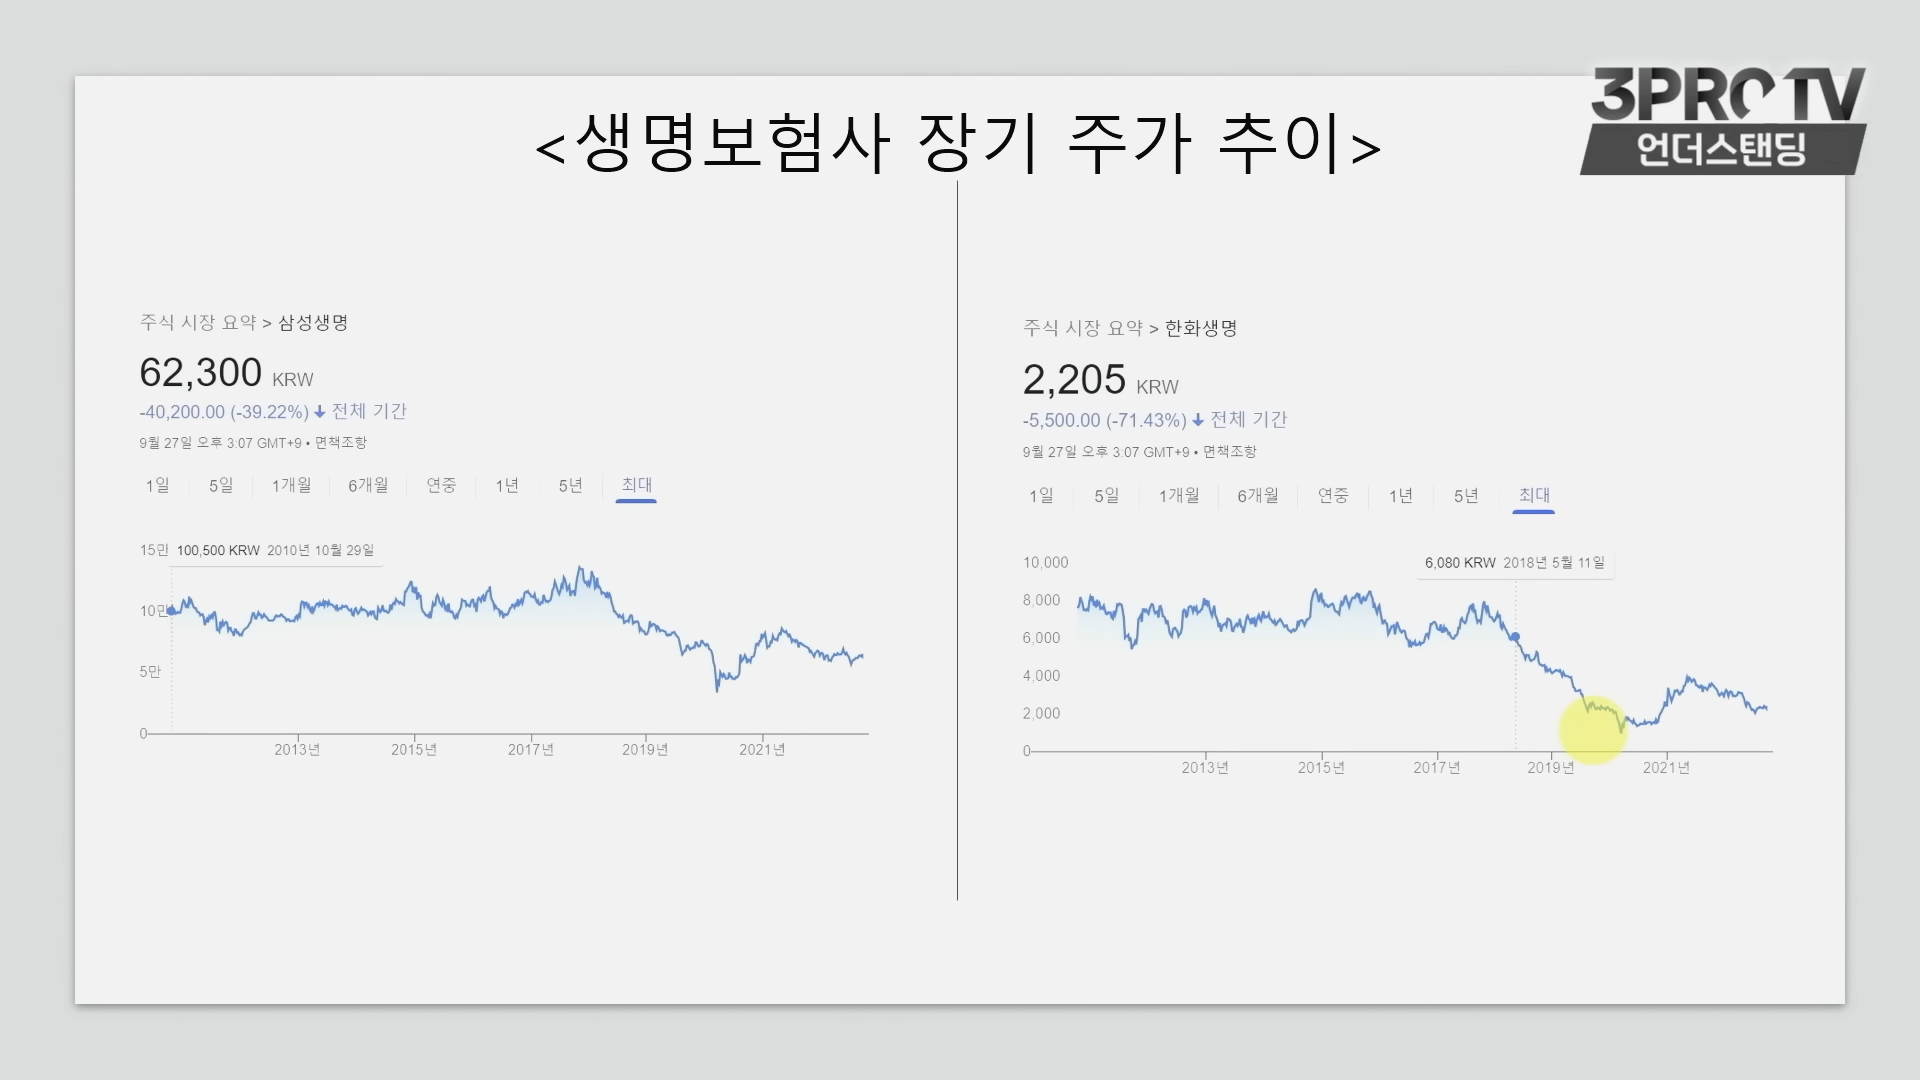 3PROTV
언더스탠딩
<생명보험사 장기 주가 추이>
주식 시장 요약 > 삼성생명
62,300 KRW
-40,200.00 (-39.22%) ↓ 전체 기간
9월 27일 오후 3:07 GMT+9 • 면책조항
1일 5일 1개월 6개월 연중 1년 5년 최대
15만 100,500 KRW 2010년 10월 29일
10만
5만
0
2013년 2015년 2017년 2019년 2021년
주식 시장 요약 > 한화생명
2,205 KRW
-5,500.00 (-71.43%) ↓ 전체 기간
9월 27일 오후 3:07 GMT+9 • 면책조항
1일 5일 1개월 6개월 연중 1년 5년 최대
6,080 KRW 2018년 5월 11일
10,000
8,000
6,000
4,000
2,000
0
2013년 2015년 2017년 2019년 2021년